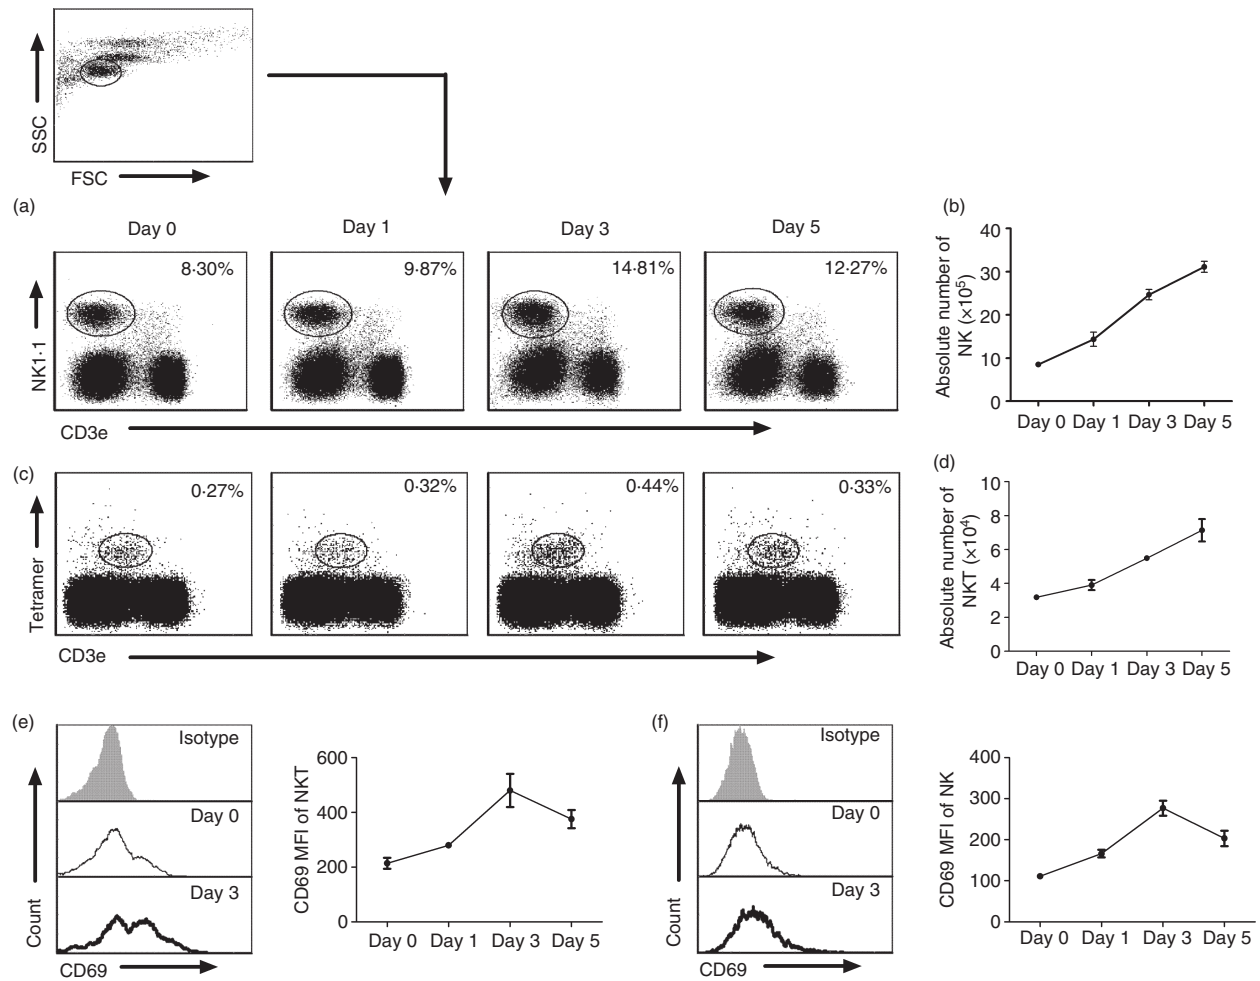 SSC
FSC
(a)
Day 0
Day 1
Day 3
Day 5
8·30%
9·87%
14·81%
12·27%
NK1·1
CD3e
(b)
Absolute number of
NK (×10⁵)
40
30
20
10
0
Day 0 Day 1 Day 3 Day 5
(c)
0·27%
0·32%
0·44%
0·33%
Tetramer
CD3e
(d)
Absolute number of
NKT (×10⁴)
10
8
6
4
2
0
Day 0 Day 1 Day 3 Day 5
(e)
Isotype
Day 0
Day 3
Count
CD69
CD69 MFI of NKT
600
400
200
0
Day 0 Day 1 Day 3 Day 5
(f)
Isotype
Day 0
Day 3
Count
CD69
CD69 MFI of NK
400
300
200
100
0
Day 0 Day 1 Day 3 Day 5